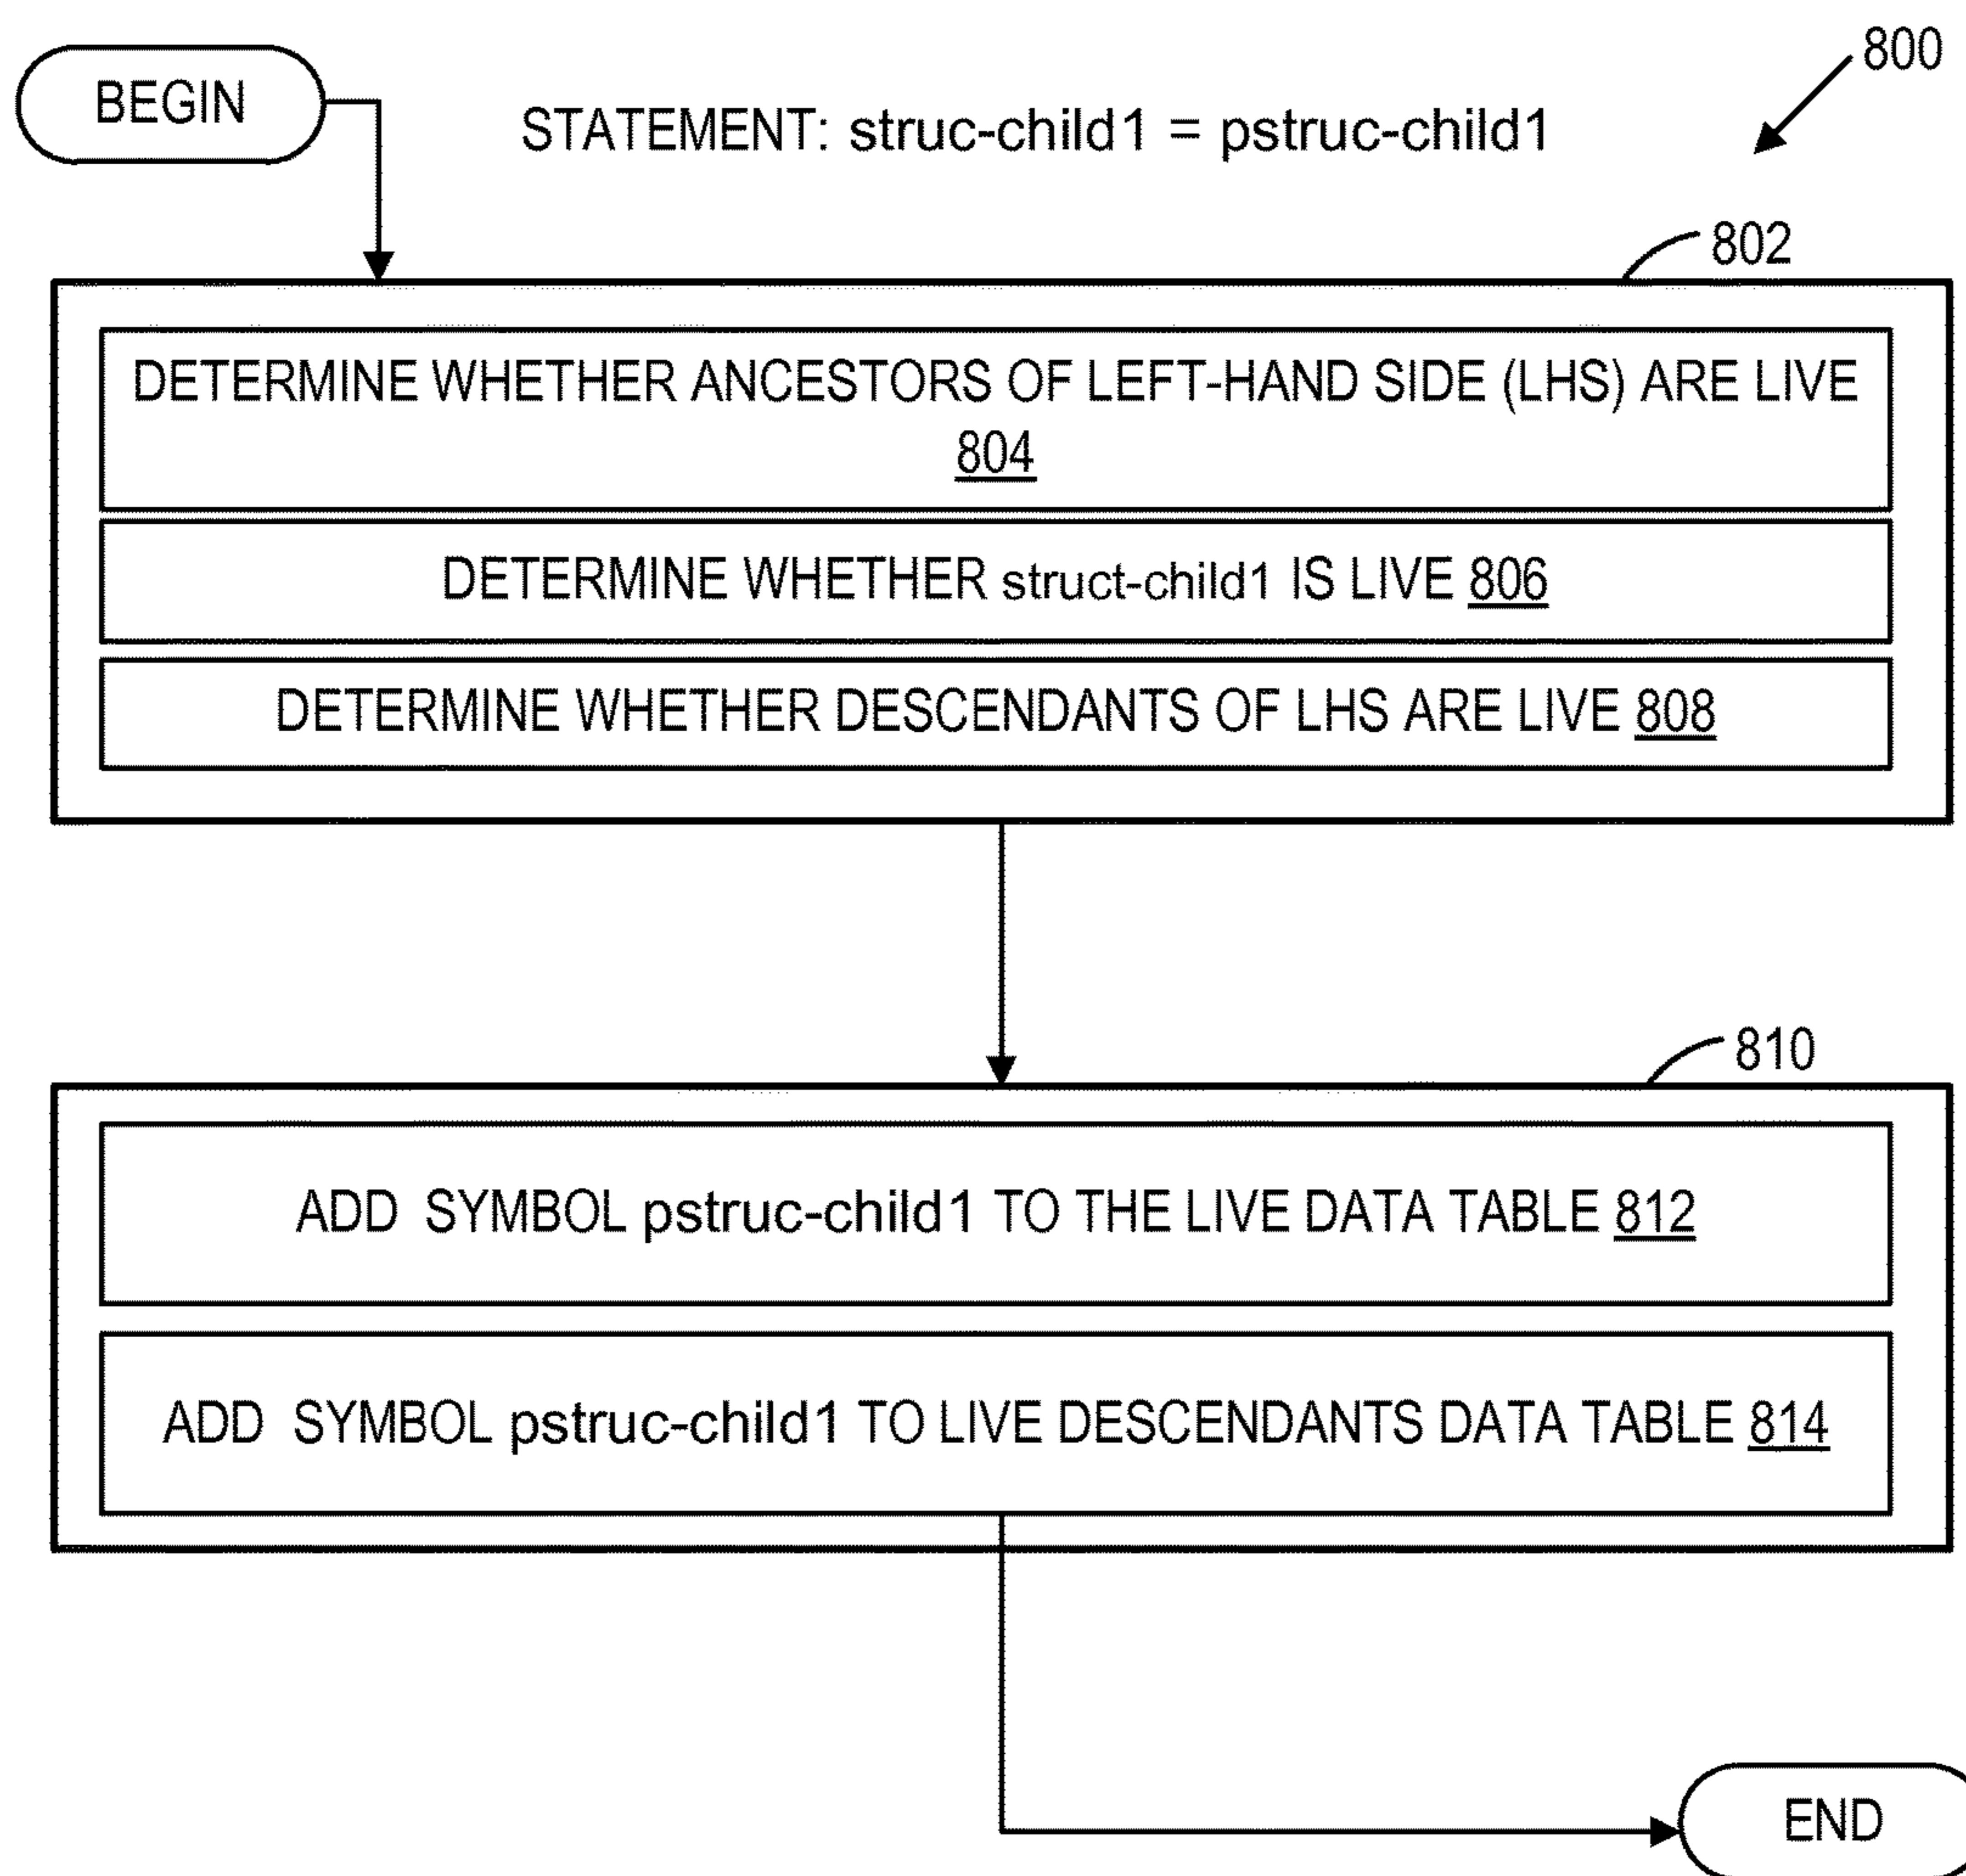 BEGIN
800
STATEMENT: struc-child1 = pstruc-child1
802
DETERMINE WHETHER ANCESTORS OF LEFT-HAND SIDE (LHS) ARE LIVE
804
DETERMINE WHETHER struct-child1 IS LIVE 806
DETERMINE WHETHER DESCENDANTS OF LHS ARE LIVE 808
810
ADD SYMBOL pstruc-child1 TO THE LIVE DATA TABLE 812
ADD SYMBOL pstruc-child1 TO LIVE DESCENDANTS DATA TABLE 814
END